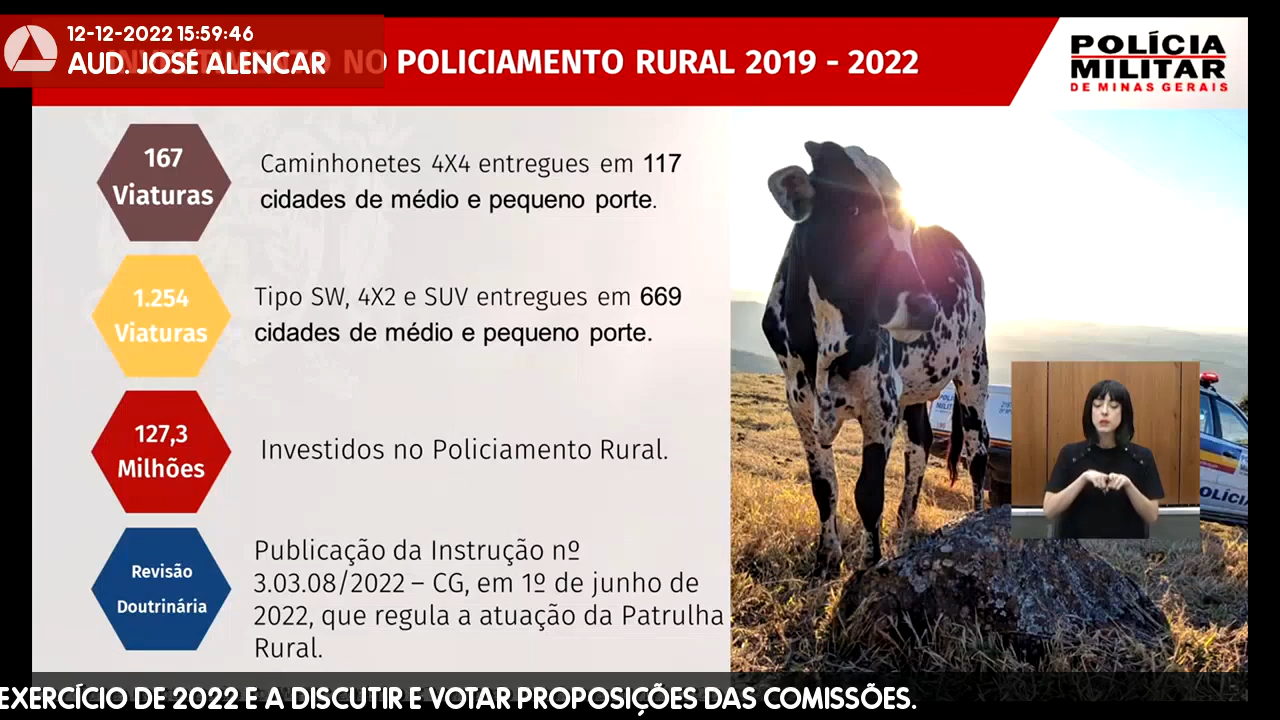 12-12-2022 15:59:46
AUD. JOSÉ ALENCAR
NO POLICIAMENTO RURAL 2019 - 2022
POLÍCIA
MILITAR
DE MINAS GERAIS
167
Viaturas
Caminhonetes 4X4 entregues em 117
cidades de médio e pequeno porte.
1.254
Viaturas
Tipo SW, 4X2 e SUV entregues em 669
cidades de médio e pequeno porte.
127,3
Milhões
Investidos no Policiamento Rural.
Revisão
Doutrinária
Publicação da Instrução nº
3.03.08/2022 – CG, em 1º de junho de
2022, que regula a atuação da Patrulha
Rural.
EXERCÍCIO DE 2022 E A DISCUTIR E VOTAR PROPOSIÇÕES DAS COMISSÕES.